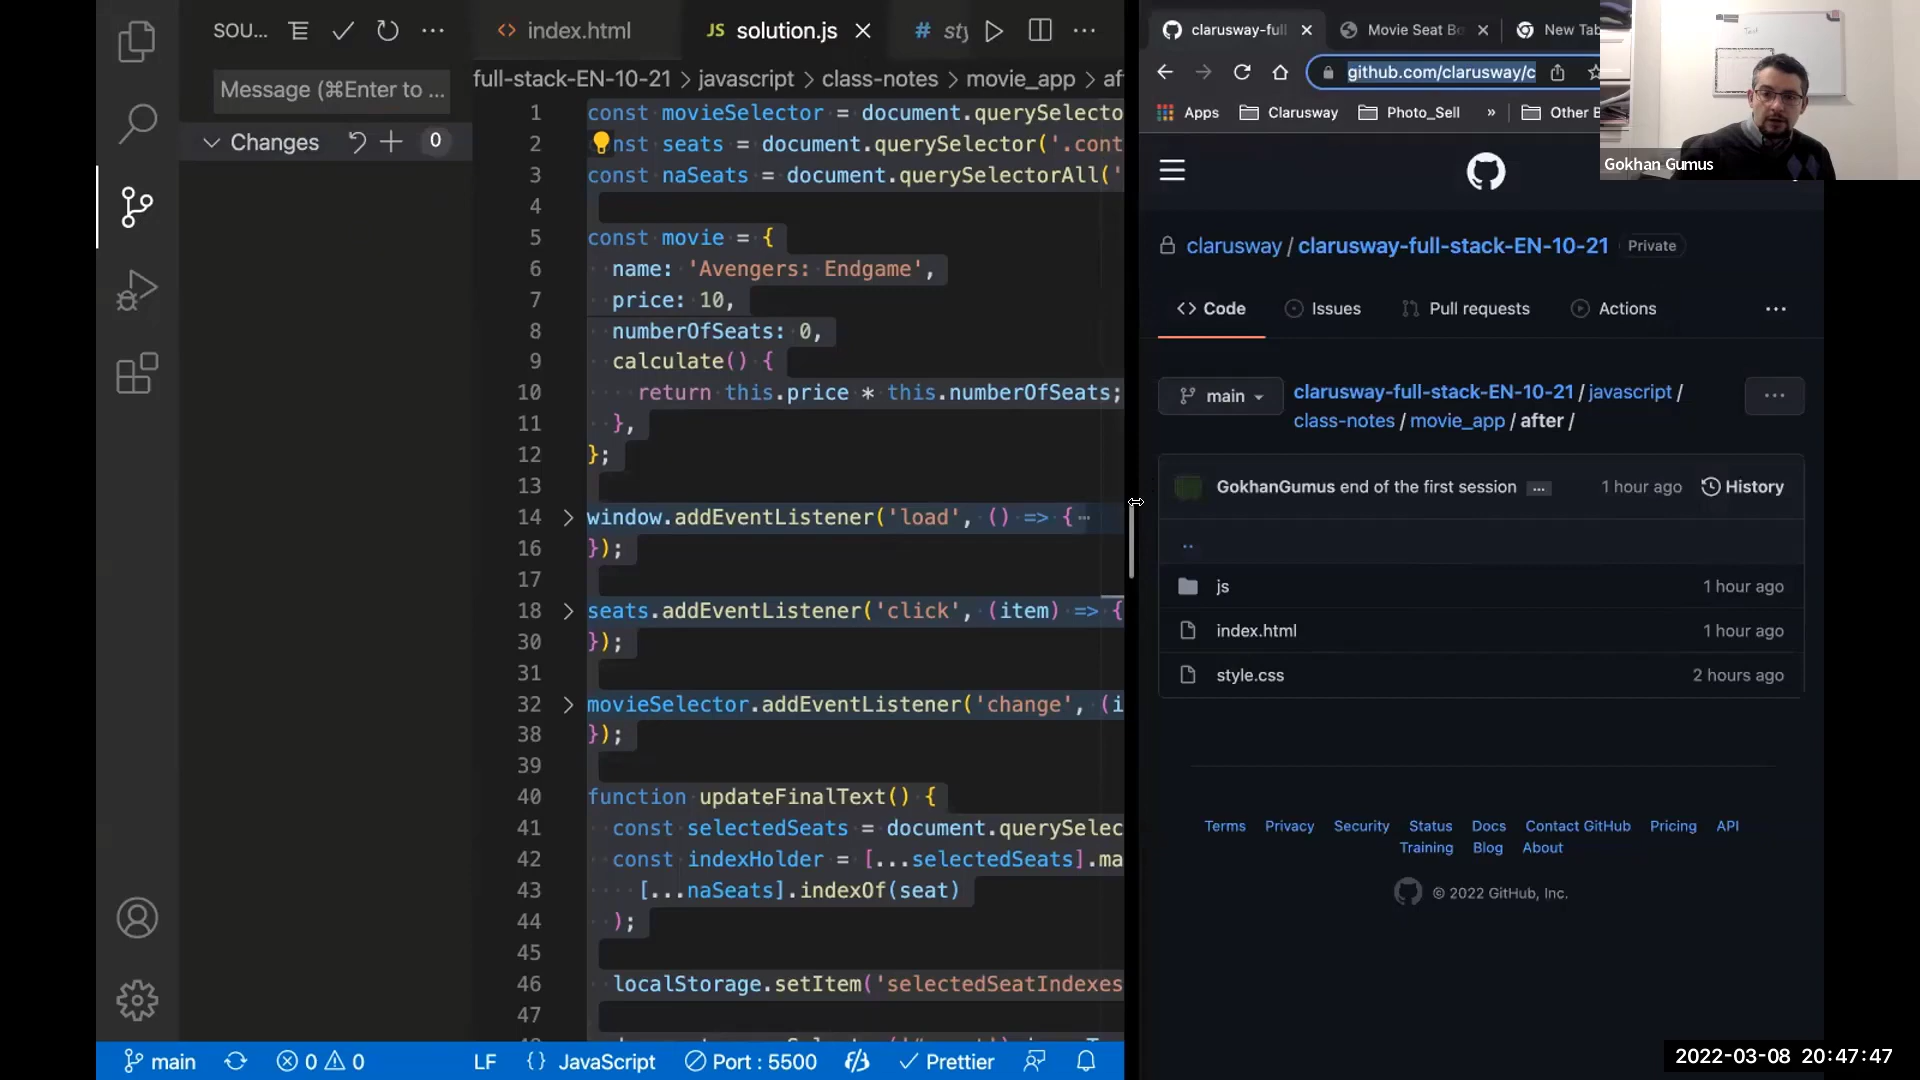 SOU...
Message (⌘Enter to ...
Changes
0
index.html
JS solution.js
# sty
full-stack-EN-10-21 > javascript > class-notes > movie_app > af
1 const movieSelector = document.querySelecto
2 nst seats = document.querySelector('.cont
3 const naSeats = document.querySelectorAll('
4
5 const movie = {
6 name: 'Avengers: Endgame',
7 price: 10,
8 numberOfSeats: 0,
9 calculate() {
10 return this.price * this.numberOfSeats;
11 },
12 };
13
14 window.addEventListener('load', () => {
16 });
17
18 seats.addEventListener('click', (item) => {
30 });
31
32 movieSelector.addEventListener('change', (i
38 });
39
40 function updateFinalText() {
41 const selectedSeats = document.querySelec
42 const indexHolder = [...selectedSeats].ma
43 [...naSeats].indexOf(seat)
44 );
45
46 localStorage.setItem('selectedSeatIndexes
47
main
0
0
LF
{ } JavaScript
Port : 5500
Prettier
clarusway-full
Movie Seat Bo
New Tab
github.com/clarusway/c
Apps
Clarusway
Photo_Sell
»
Other B
Gokhan Gumus
clarusway / clarusway-full-stack-EN-10-21 Private
Code
Issues
Pull requests
Actions
main
clarusway-full-stack-EN-10-21 / javascript /
class-notes / movie_app / after /
GokhanGumus end of the first session ... 1 hour ago History
..
js 1 hour ago
index.html 1 hour ago
style.css 2 hours ago
Terms Privacy Security Status Docs Contact GitHub Pricing API
Training Blog About
© 2022 GitHub, Inc.
2022-03-08 20:47:47